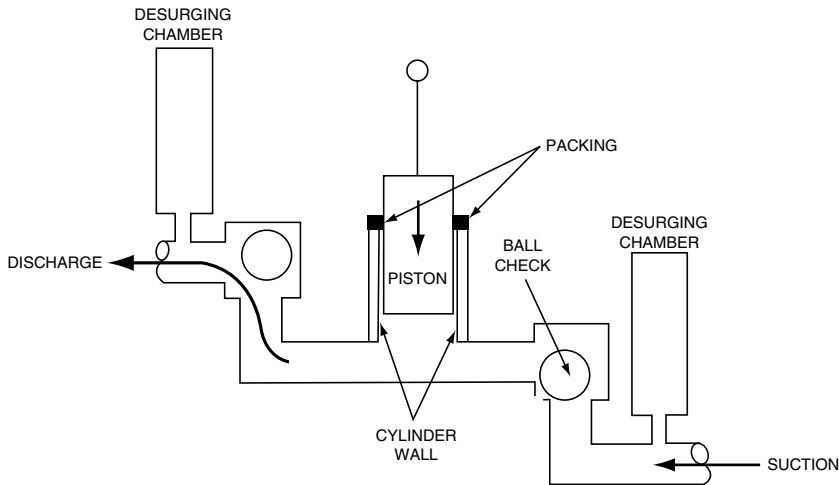 DESURGING
CHAMBER
PACKING
DESURGING
CHAMBER
BALL
CHECK
DISCHARGE
PISTON
CYLINDER
WALL
SUCTION